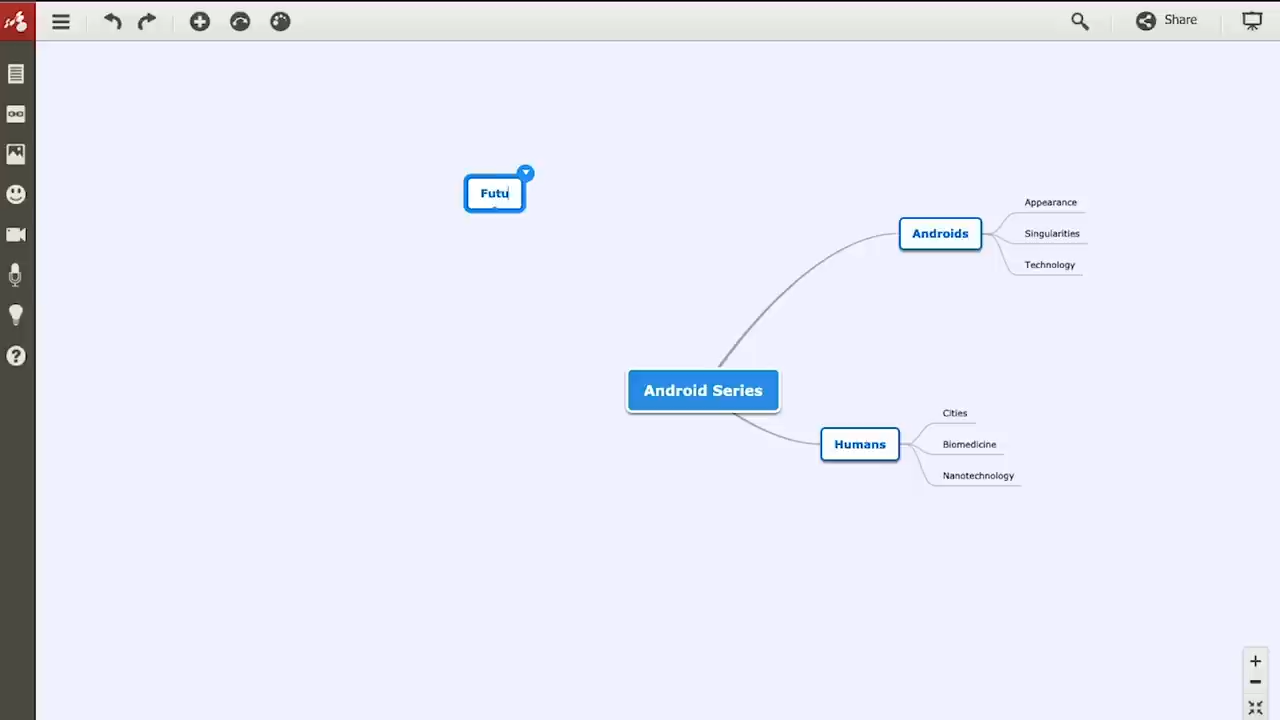 Share
Futu
Appearance
Androids
Singularities
Technology
Android Series
Cities
Humans
Biomedicine
Nanotechnology